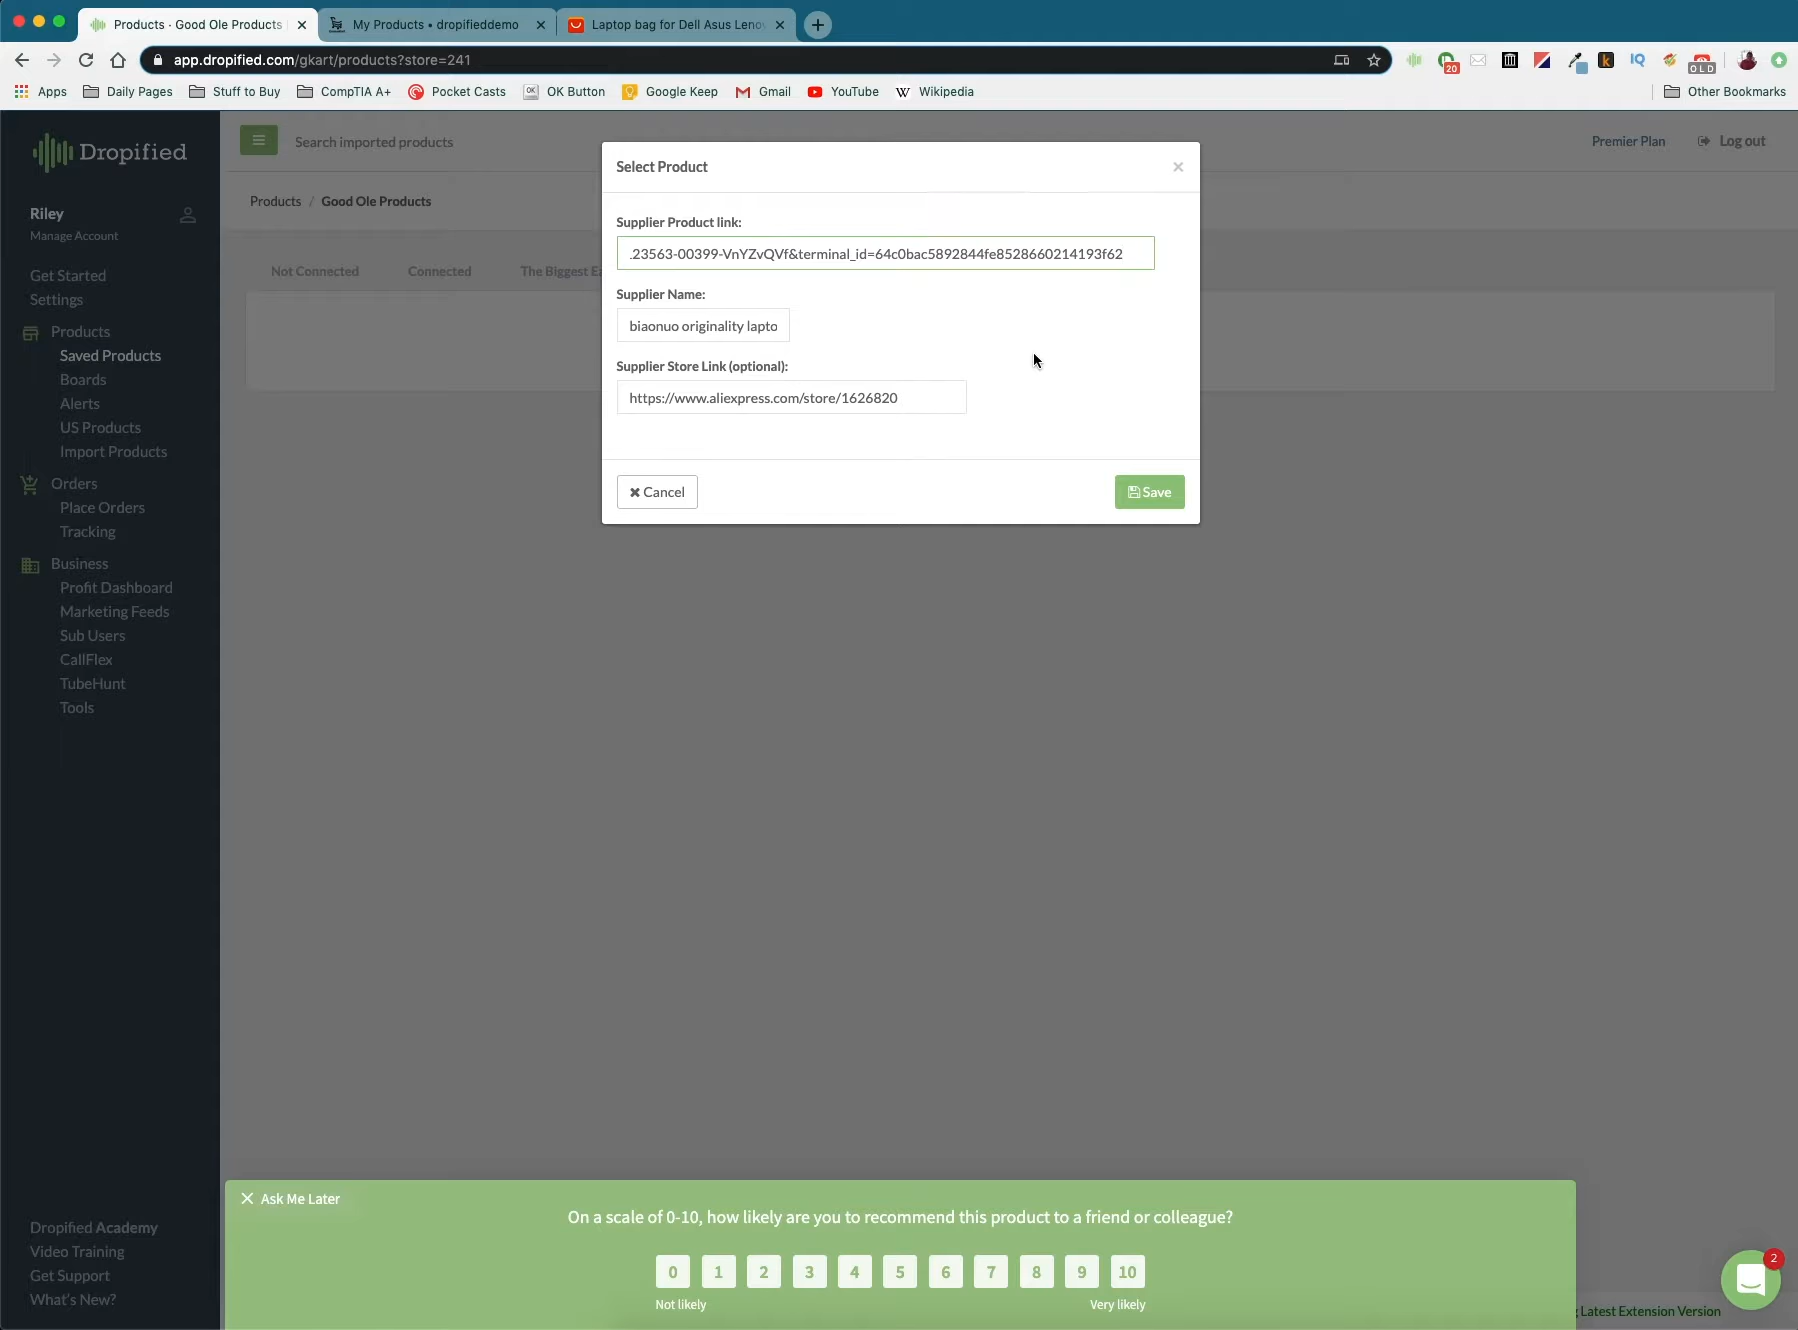 Products · Good Ole Products
My Products • dropifieddemo
Laptop bag for Dell Asus Leno
app.dropified.com/gkart/products?store=241
20
OLD
Apps
Daily Pages
Stuff to Buy
CompTIA A+
Pocket Casts
OK Button
Google Keep
Gmail
YouTube
Wikipedia
Other Bookmarks
Dropified
Search imported products
Premier Plan
Log out
Riley
Manage Account
Products / Good Ole Products
Get Started
Settings
Products
Saved Products
Boards
Alerts
US Products
Import Products
Orders
Place Orders
Tracking
Business
Profit Dashboard
Marketing Feeds
Sub Users
CallFlex
TubeHunt
Tools
Not Connected
Connected
The Biggest Ea
Select Product
Supplier Product link:
.23563-00399-VnYZvQVf&terminal_id=64c0bac5892844fe8528660214193f62
Supplier Name:
biaonuo originality lapto
Supplier Store Link (optional):
https://www.aliexpress.com/store/1626820
Cancel
Save
Dropified Academy
Video Training
Get Support
What's New?
Ask Me Later
On a scale of 0-10, how likely are you to recommend this product to a friend or colleague?
0 1 2 3 4 5 6 7 8 9 10
Not likely
Very likely
2
Latest Extension Version